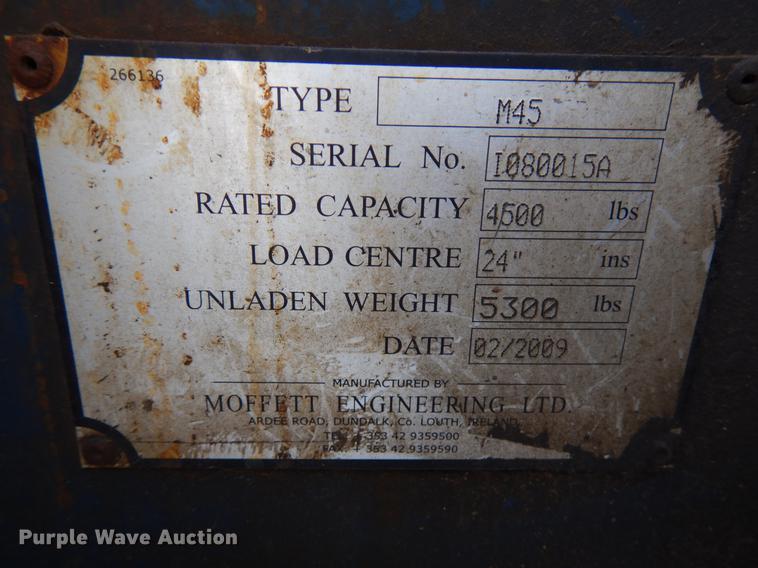 266136
TYPE M45
SERIAL No. I080015A
RATED CAPACITY 4500 lbs
LOAD CENTRE 24" ins
UNLADEN WEIGHT 5300 lbs
DATE 02/2009
MANUFACTURED BY
MOFFETT ENGINEERING LTD.
ARDEE ROAD, DUNDALK, Co. LOUTH, IRELAND.
TEL. + 353 42 9359500
FAX. + 353 42 9359590
Purple Wave Auction